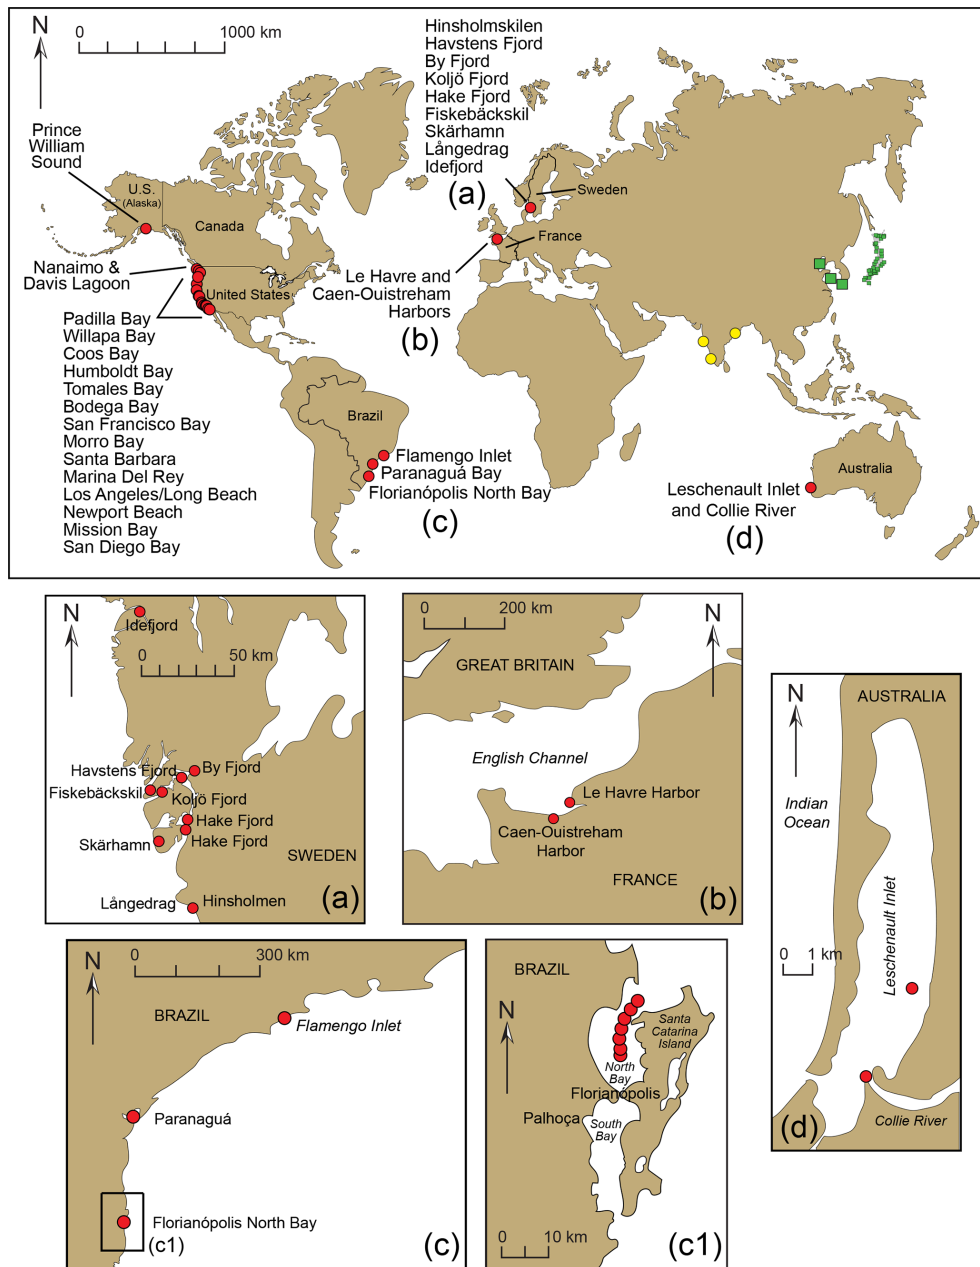 N
0 1000 km
Hinsholmskilen
Havstens Fjord
By Fjord
Koljö Fjord
Hake Fjord
Fiskebäckskil
Skärhamn
Långedrag
Idefjord
(a)
Prince
William
Sound
U.S.
(Alaska)
Canada
Sweden
France
Nanaimo &
Davis Lagoon
United States
Le Havre and
Caen-Ouistreham
Harbors
(b)
Padilla Bay
Willapa Bay
Coos Bay
Humboldt Bay
Tomales Bay
Bodega Bay
San Francisco Bay
Morro Bay
Santa Barbara
Marina Del Rey
Los Angeles/Long Beach
Newport Beach
Mission Bay
San Diego Bay
Brazil
Flamengo Inlet
Paranaguá Bay
Florianópolis North Bay
(c)
Australia
Leschenault Inlet
and Collie River
(d)
N
Idefjord
0 50 km
Havstens Fjord
By Fjord
Fiskebäckskil
Koljö Fjord
Hake Fjord
Hake Fjord
Skärhamn
SWEDEN
Långedrag
Hinsholmen
(a)
0 200 km
N
GREAT BRITAIN
English Channel
Le Havre Harbor
Caen-Ouistreham
Harbor
FRANCE
(b)
N
AUSTRALIA
Indian
Ocean
Leschenault Inlet
0 1 km
Collie River
(d)
N
0 300 km
BRAZIL
Flamengo Inlet
Paranaguá
Florianópolis North Bay
(c1)
(c)
BRAZIL
N
Santa
Catarina
Island
North
Bay
Florianópolis
Palhoça
South
Bay
0 10 km
(c1)